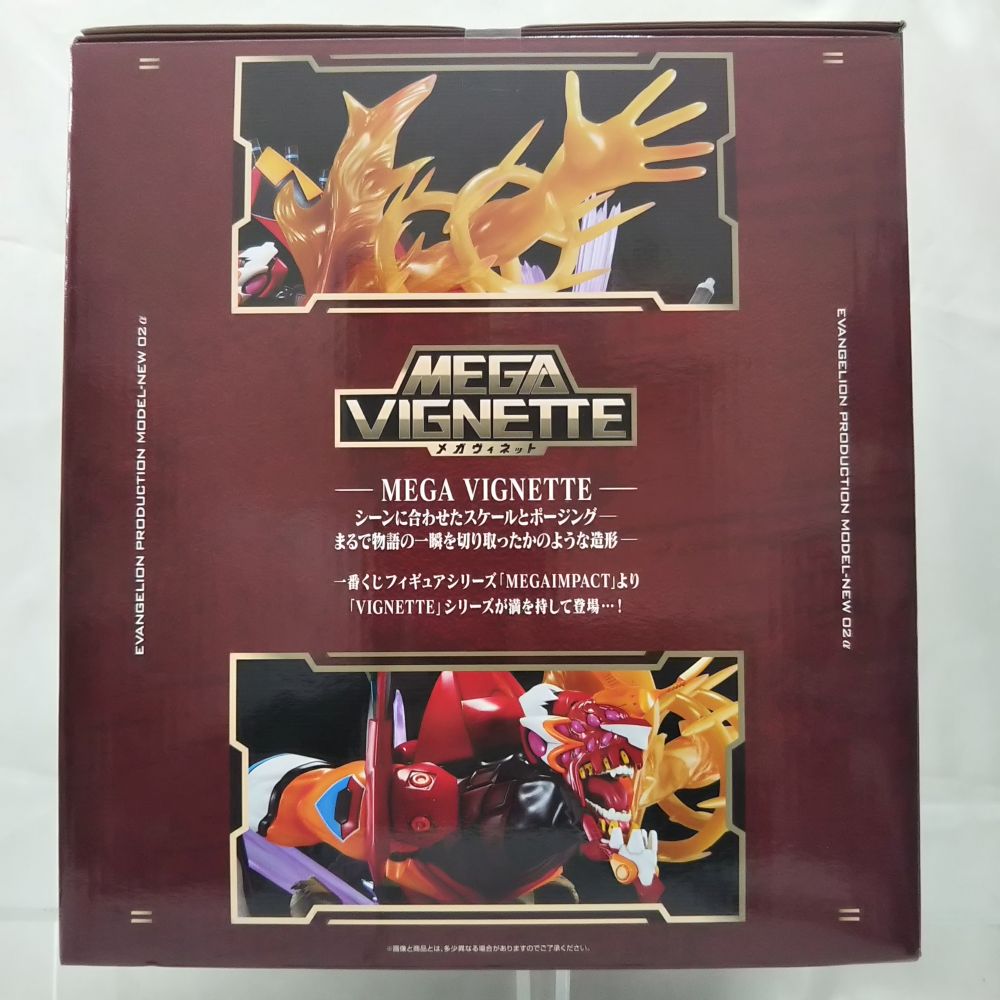 MEGA
VIGNETTE
メガヴィネット
MEGA VIGNETTE
シーンに合わせたスケールとポージング—
まるで物語の一瞬を切り取ったかのような造形—
一番くじフィギュアシリーズ「MEGAIMPACT」より
「VIGNETTE」シリーズが満を持して登場…!
EVANGELION PRODUCTION MODEL-NEW 02α
EVANGELION PRODUCTION MODEL-NEW 02α
※画像と商品とは、多少異なる場合がありますのでご了承ください。